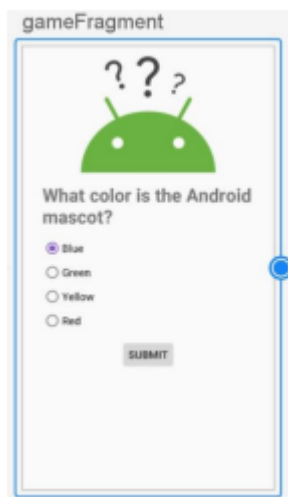 gameFragment
? ? ?
What color is the Android
mascot?
Blue
Green
Yellow
Red
SUBMIT